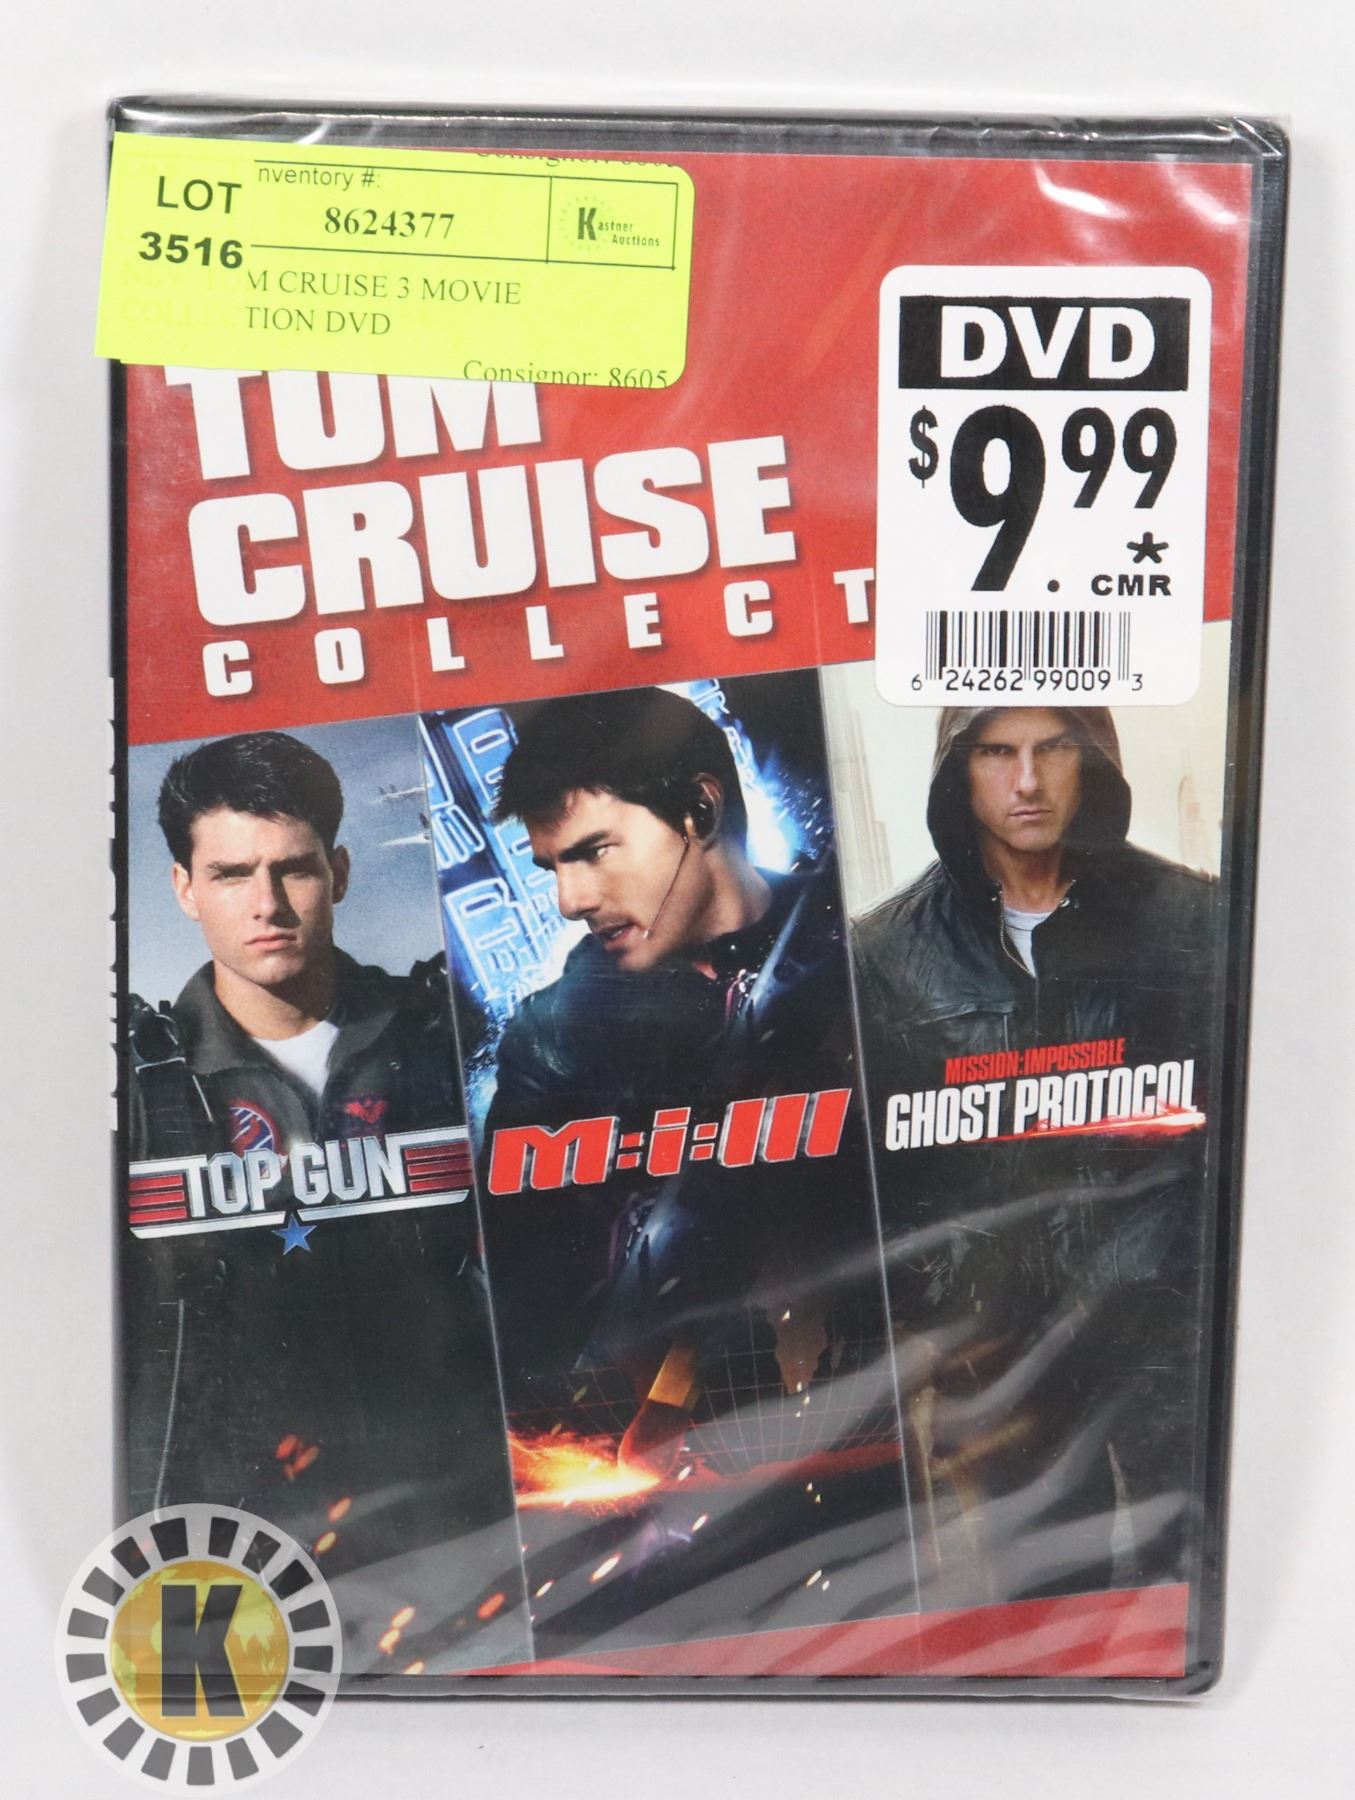 LOT
3516
nventory #:
8624377
Kastner
Auctions
M CRUISE 3 MOVIE
TION DVD
Consignor: 8605
TOM
CRUISE
COLLECT
DVD
$9.99
*
CMR
6 24262 99009 3
TOP GUN
M:i:III
MISSION:IMPOSSIBLE
GHOST PROTOCOL
K